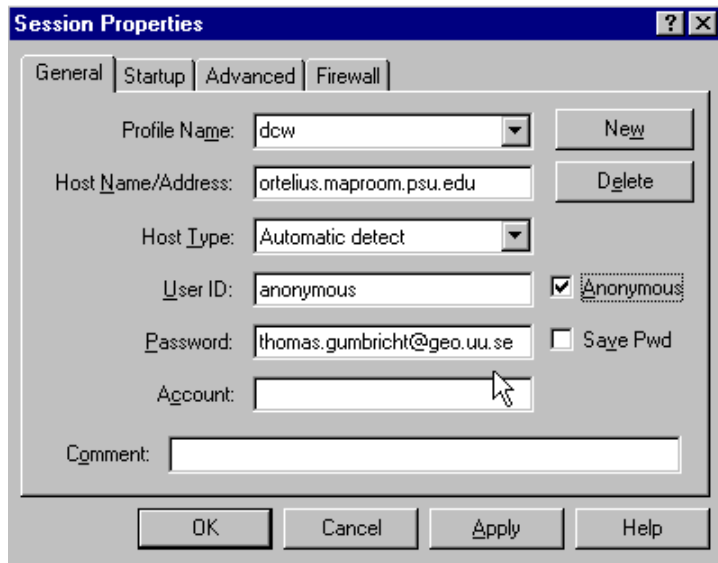 Session Properties
General Startup Advanced Firewall
Profile Name: dcw New
Host Name/Address: ortelius.maproom.psu.edu Delete
Host Type: Automatic detect
User ID: anonymous Anonymous
Password: thomas.gumbricht@geo.uu.se Save Pwd
Account:
Comment:
OK Cancel Apply Help